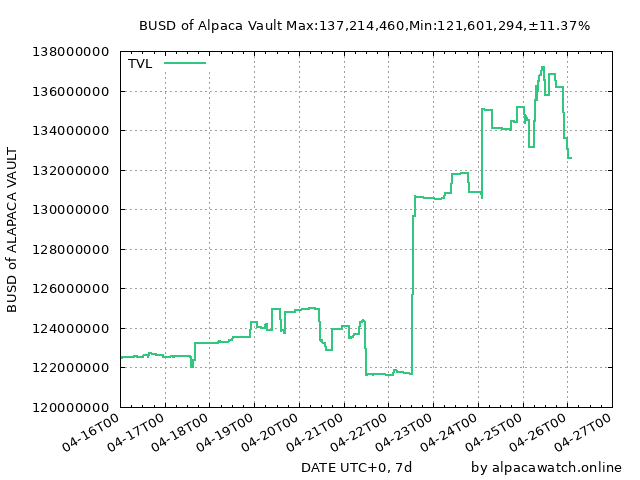 BUSD of Alpaca Vault Max:137,214,460,Min:121,601,294,±11.37%
TVL
138000000
136000000
134000000
132000000
130000000
128000000
126000000
124000000
122000000
120000000
BUSD of ALAPACA VAULT
04-16T00
04-17T00
04-18T00
04-19T00
04-20T00
04-21T00
04-22T00
04-23T00
04-24T00
04-25T00
04-26T00
04-27T00
DATE UTC+0, 7d
by alpacawatch.online